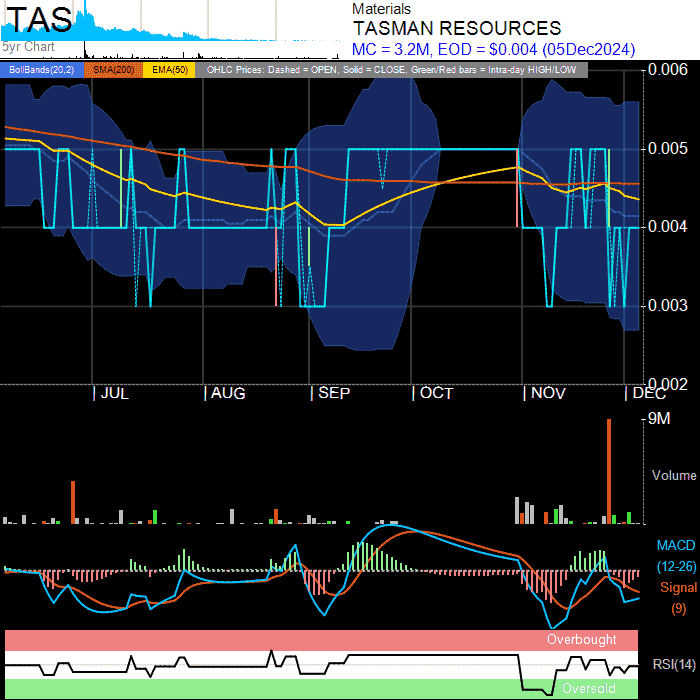 TAS
5yr Chart
Materials
TASMAN RESOURCES
MC = 3.2M, EOD = $0.004 (05Dec2024)
BollBands(20,2) SMA(200) EMA(50) OHLC Prices: Dashed = OPEN, Solid = CLOSE, Green/Red bars = Intra-day HIGH/LOW
0.006
0.005
0.004
0.003
0.002
JUL AUG SEP OCT NOV DEC
9M
Volume
MACD
(12-26)
Signal
(9)
Overbought
RSI(14)
Oversold